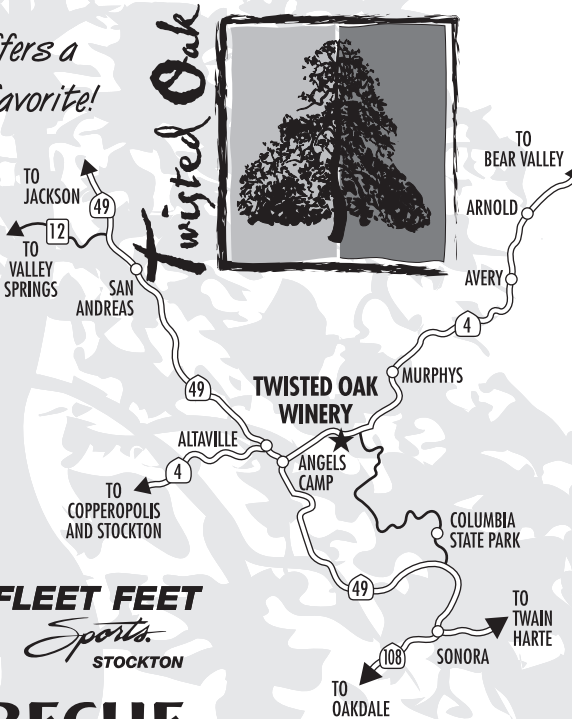 ffers a
avorite!
Twisted Oak
TO
BEAR VALLEY
ARNOLD
AVERY
4
MURPHYS
TO
JACKSON
49
12
TO
VALLEY
SPRINGS
SAN
ANDREAS
49
TWISTED OAK
WINERY
ALTAVILLE
ANGELS
CAMP
4
TO
COPPEROPOLIS
AND STOCKTON
COLUMBIA
STATE PARK
49
TO
TWAIN
HARTE
SONORA
108
TO
OAKDALE
FLEET FEET
Sports.
STOCKTON